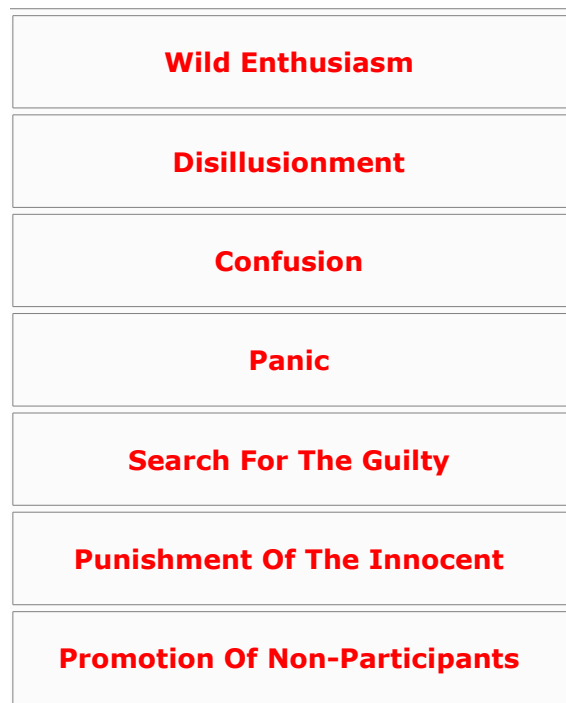 Wild Enthusiasm
Disillusionment
Confusion
Panic
Search For The Guilty
Punishment Of The Innocent
Promotion Of Non-Participants